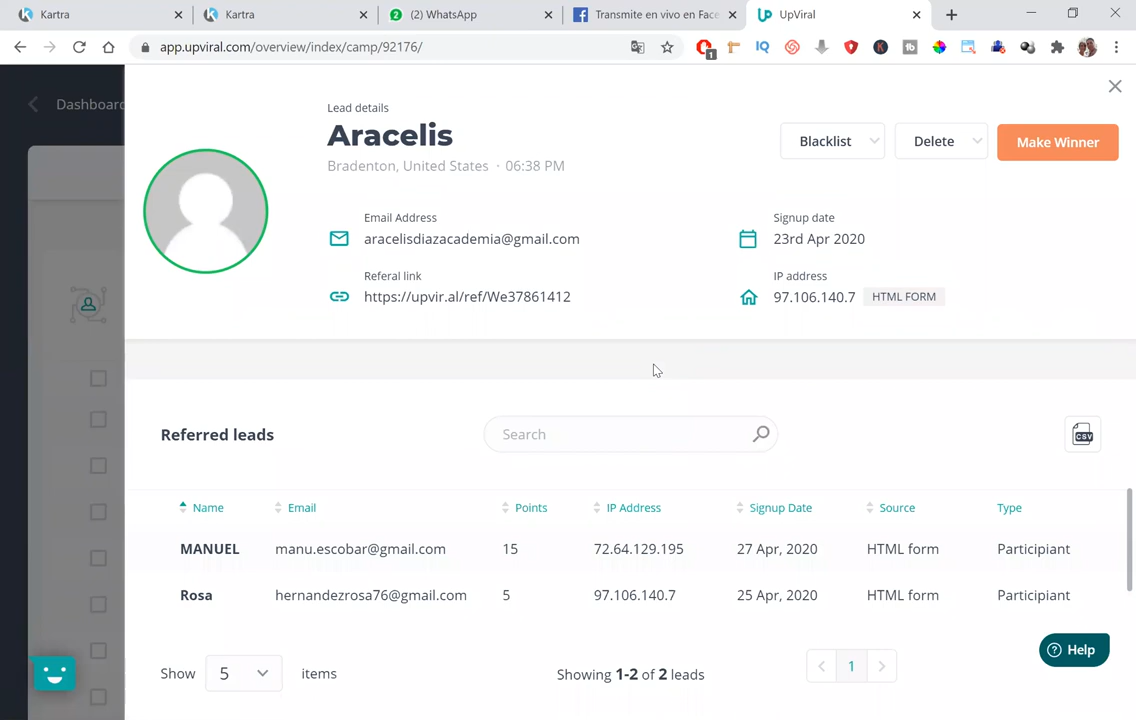 Kartra
Kartra
(2) WhatsApp
Transmite en vivo en Face
UpViral
app.upviral.com/overview/index/camp/92176/
Dashboard
Lead details
Aracelis
Bradenton, United States · 06:38 PM
Blacklist
Delete
Make Winner
Email Address
aracelisdiazacademia@gmail.com
Signup date
23rd Apr 2020
Referal link
https://upvir.al/ref/We37861412
IP address
97.106.140.7 HTML FORM
Referred leads
Search
CSV
Name Email Points IP Address Signup Date Source Type
MANUEL manu.escobar@gmail.com 15 72.64.129.195 27 Apr, 2020 HTML form Participiant
Rosa hernandezrosa76@gmail.com 5 97.106.140.7 25 Apr, 2020 HTML form Participiant
Help
Show 5 items
Showing 1-2 of 2 leads
1